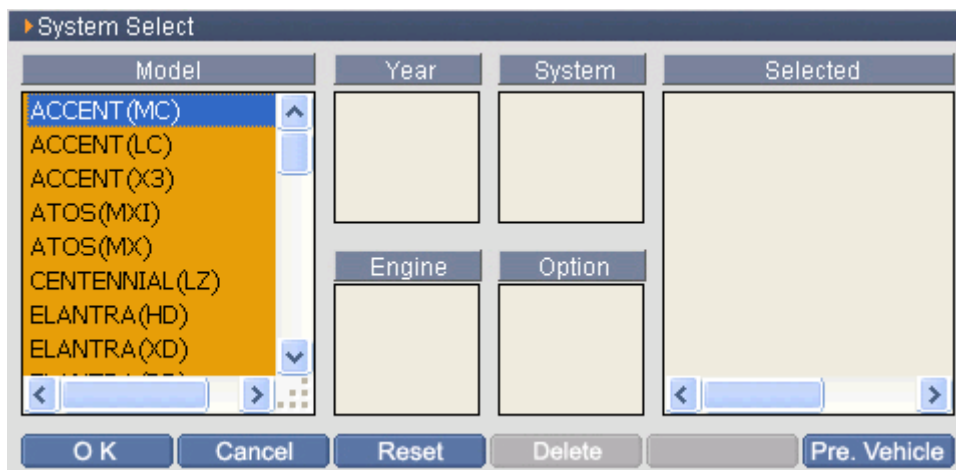 System Select
Model
Year
System
Selected
ACCENT(MC)
ACCENT(LC)
ACCENT(X3)
ATOS(MXI)
ATOS(MX)
CENTENNIAL(LZ)
ELANTRA(HD)
ELANTRA(XD)
Engine
Option
OK
Cancel
Reset
Delete
Pre. Vehicle